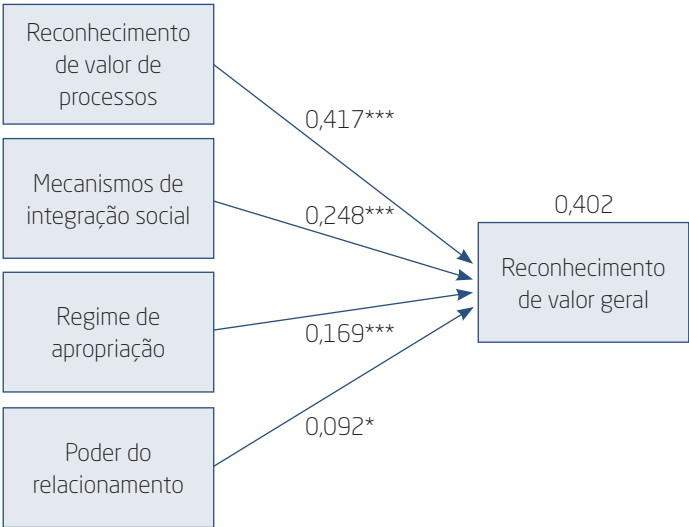 Reconhecimento
de valor de
processos
0,417***
Mecanismos de
integração social
0,248***
0,402
Reconhecimento
de valor geral
Regime de
apropriação
0,169***
Poder do
relacionamento
0,092*